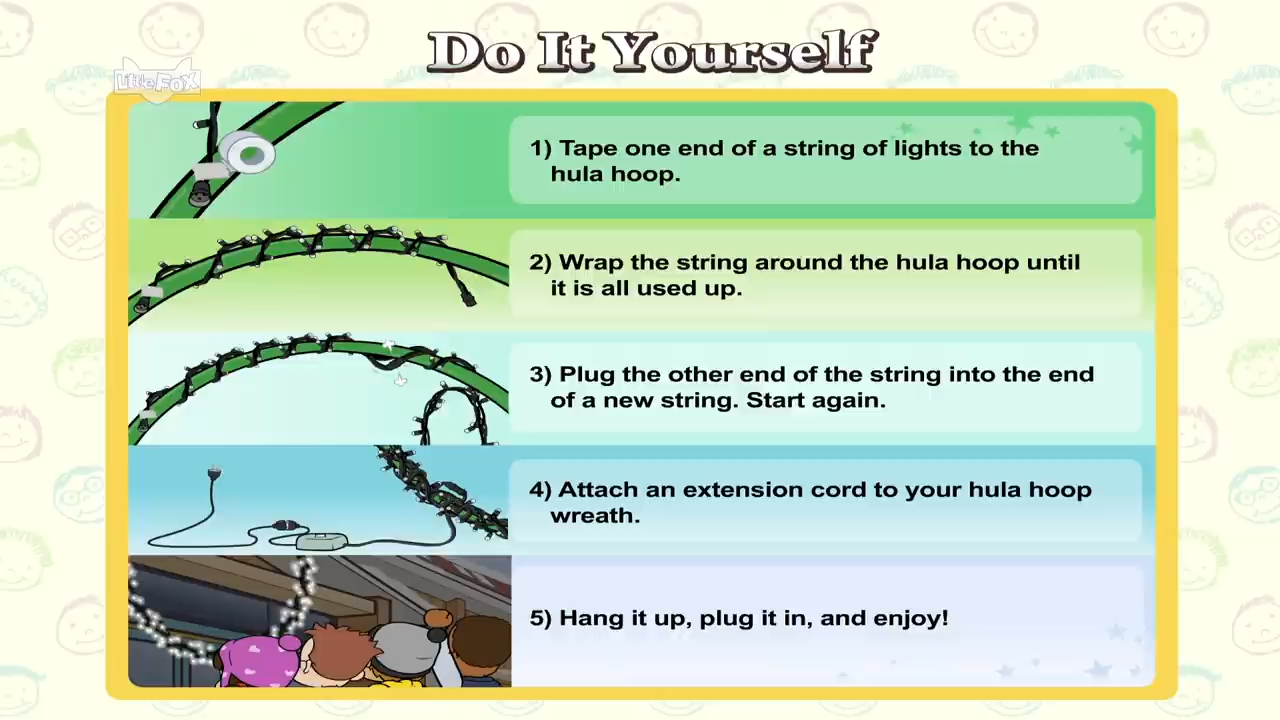 Do It Yourself
Little Fox
1) Tape one end of a string of lights to the
hula hoop.
2) Wrap the string around the hula hoop until
it is all used up.
3) Plug the other end of the string into the end
of a new string. Start again.
4) Attach an extension cord to your hula hoop
wreath.
5) Hang it up, plug it in, and enjoy!